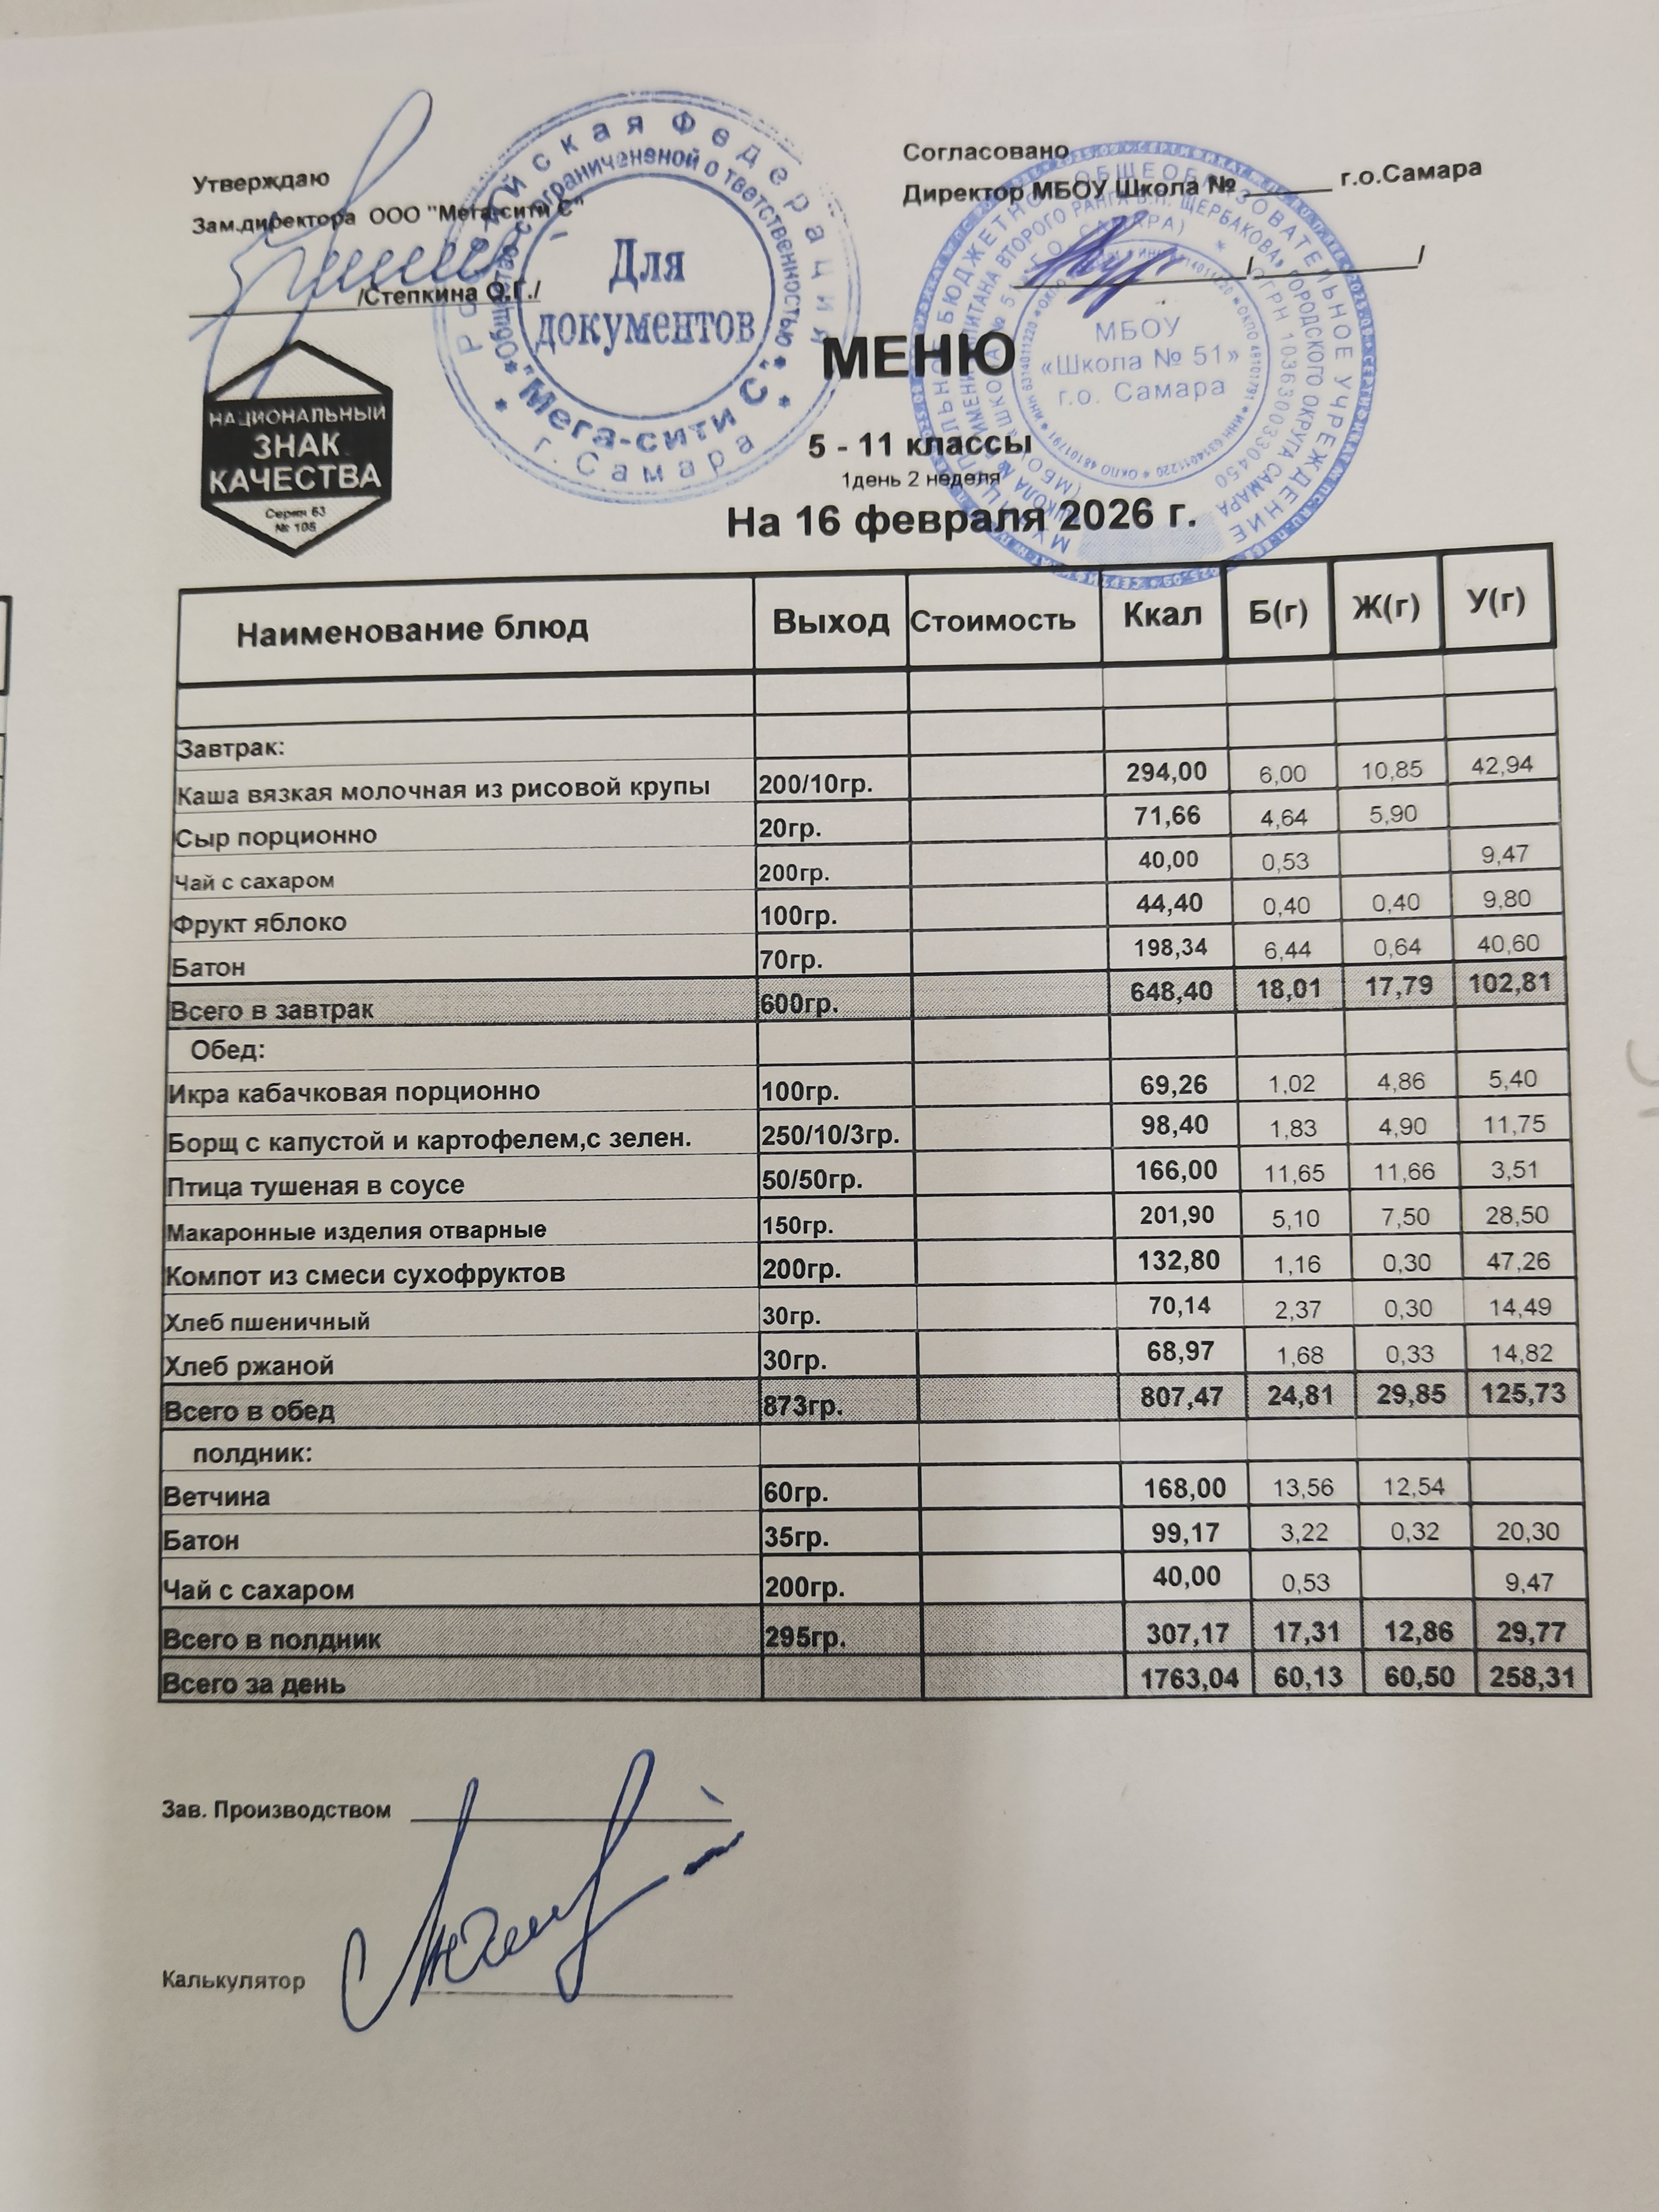 Утверждаю
Зам.директора ООО "Мега-сити С"
/Степкина О.Г./
Согласовано
Директор МБОУ Школа № ______ г.о.Самара
/ /
Российская Федерация
Для
документов
"Мега-сити С"
г. Самара
МБОУ
«Школа № 51»
г.о. Самара
НАЦИОНАЛЬНЫЙ
ЗНАК
КАЧЕСТВА
Серия 63
№ 105
МЕНЮ
5 - 11 классы
1день 2 неделя
На 16 февраля 2026 г.
Наименование блюд Выход Стоимость Ккал Б(г) Ж(г) У(г)
Завтрак:
Каша вязкая молочная из рисовой крупы 200/10гр. 294,00 6,00 10,85 42,94
Сыр порционно 20гр. 71,66 4,64 5,90
Чай с сахаром 200гр. 40,00 0,53 9,47
Фрукт яблоко 100гр. 44,40 0,40 0,40 9,80
Батон 70гр. 198,34 6,44 0,64 40,60
Всего в завтрак 600гр. 648,40 18,01 17,79 102,81
Обед:
Икра кабачковая порционно 100гр. 69,26 1,02 4,86 5,40
Борщ с капустой и картофелем,с зелен. 250/10/3гр. 98,40 1,83 4,90 11,75
Птица тушеная в соусе 50/50гр. 166,00 11,65 11,66 3,51
Макаронные изделия отварные 150гр. 201,90 5,10 7,50 28,50
Компот из смеси сухофруктов 200гр. 132,80 1,16 0,30 47,26
Хлеб пшеничный 30гр. 70,14 2,37 0,30 14,49
Хлеб ржаной 30гр. 68,97 1,68 0,33 14,82
Всего в обед 873гр. 807,47 24,81 29,85 125,73
полдник:
Ветчина 60гр. 168,00 13,56 12,54
Батон 35гр. 99,17 3,22 0,32 20,30
Чай с сахаром 200гр. 40,00 0,53 9,47
Всего в полдник 295гр. 307,17 17,31 12,86 29,77
Всего за день 1763,04 60,13 60,50 258,31
Зав. Производством
Калькулятор